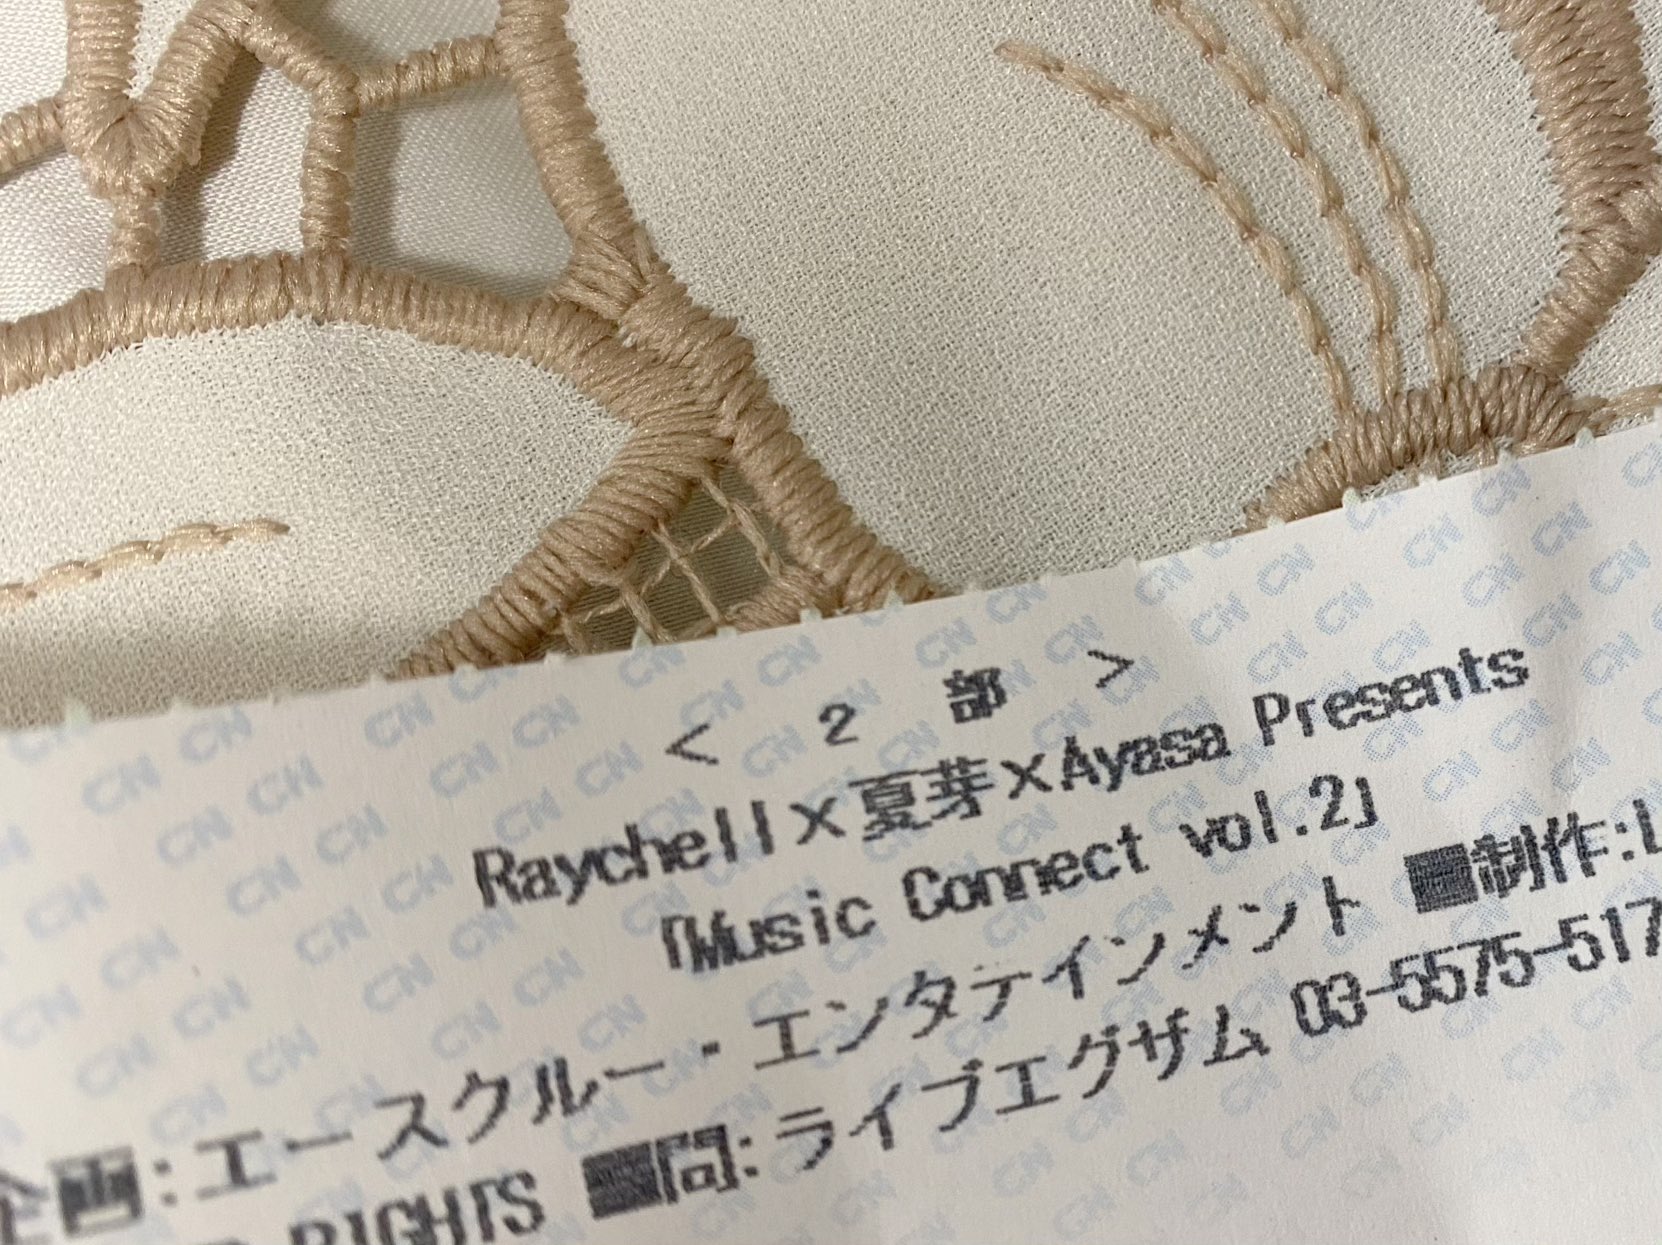 < 2 部 >
Raychell×夏芽×Ayasa Presents
「Music Connect vol.2」
企画:エースクルー・エンタテインメント ■制作:L
RIGHTS ■問:ライブエグザム 03-5575-517